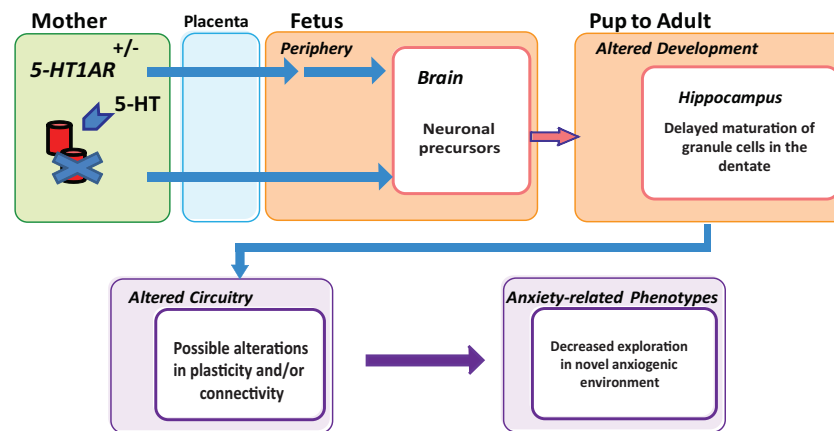 Mother
Placenta
Fetus
Pup to Adult
5-HT1AR+/-
5-HT
Periphery
Brain
Neuronal
precursors
Altered Development
Hippocampus
Delayed maturation of
granule cells in the
dentate
Altered Circuitry
Possible alterations
in plasticity and/or
connectivity
Anxiety-related Phenotypes
Decreased exploration
in novel anxiogenic
environment